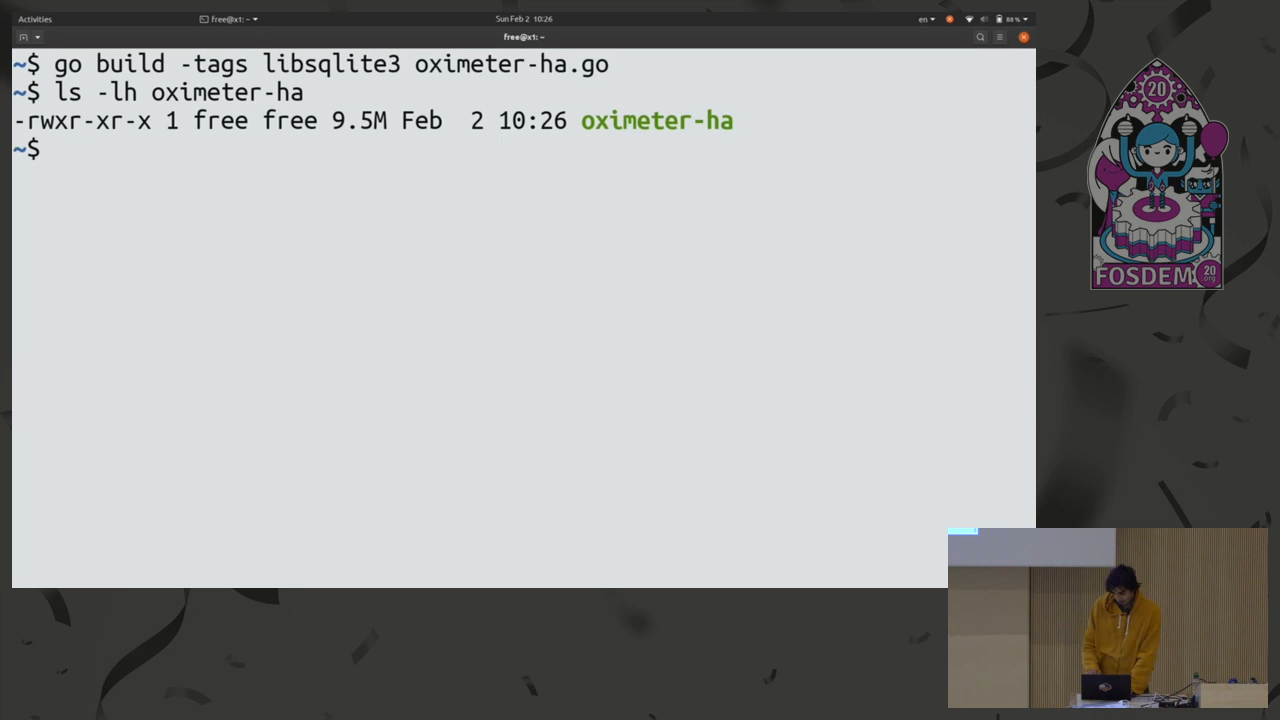 Activities
free@x1: ~
Sun Feb 2 10:26
en
88 %
free@x1: ~
~$ go build -tags libsqlite3 oximeter-ha.go
~$ ls -lh oximeter-ha
-rwxr-xr-x 1 free free 9.5M Feb  2 10:26 oximeter-ha
~$
20
FOSDEM
20
.org